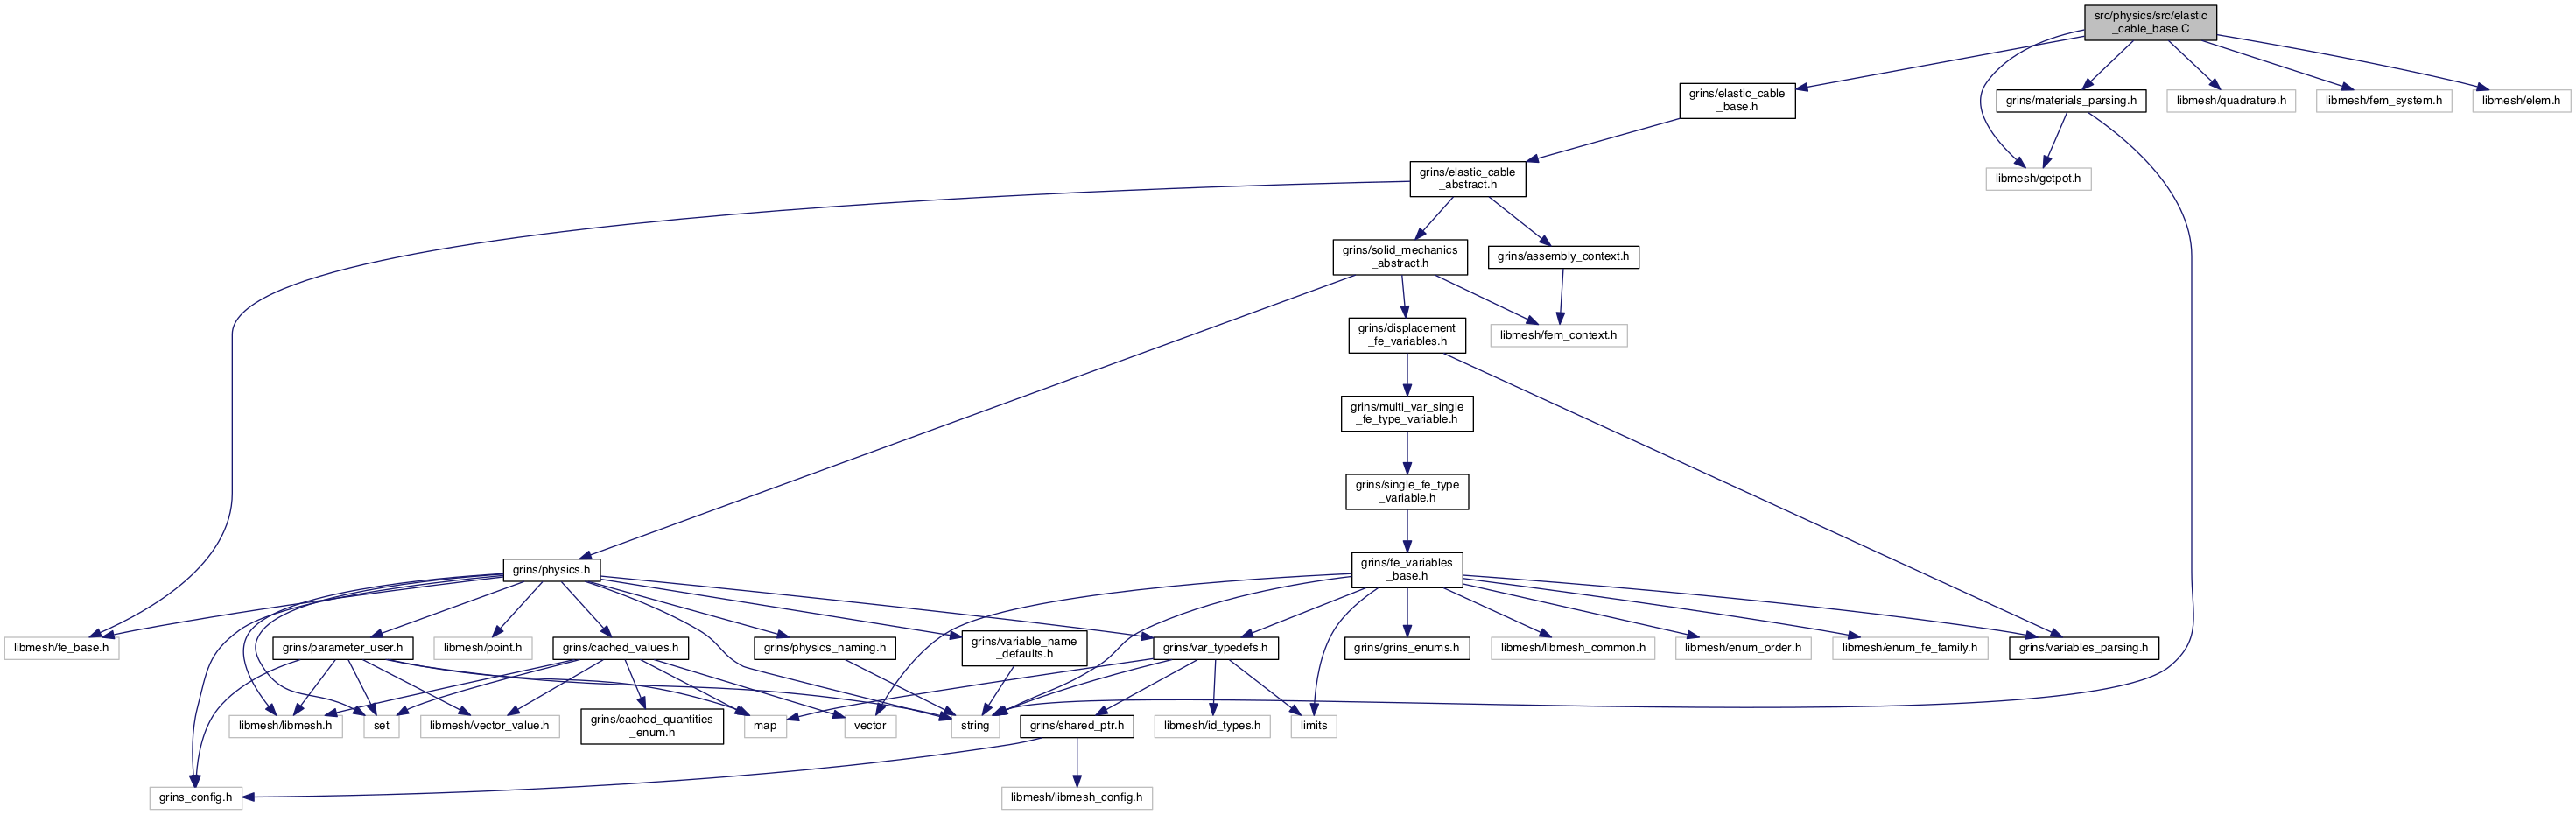 src/physics/src/elastic
_cable_base.C
grins/elastic_cable
_base.h
grins/materials_parsing.h
libmesh/quadrature.h
libmesh/fem_system.h
libmesh/elem.h
grins/elastic_cable
_abstract.h
libmesh/getpot.h
grins/solid_mechanics
_abstract.h
grins/assembly_context.h
grins/displacement
_fe_variables.h
libmesh/fem_context.h
grins/multi_var_single
_fe_type_variable.h
grins/single_fe_type
_variable.h
grins/physics.h
grins/fe_variables
_base.h
libmesh/fe_base.h
grins/parameter_user.h
libmesh/point.h
grins/cached_values.h
grins/physics_naming.h
grins/variable_name
_defaults.h
grins/var_typedefs.h
grins/grins_enums.h
libmesh/libmesh_common.h
libmesh/enum_order.h
libmesh/enum_fe_family.h
grins/variables_parsing.h
libmesh/libmesh.h
set
libmesh/vector_value.h
grins/cached_quantities
_enum.h
map
vector
string
grins/shared_ptr.h
libmesh/id_types.h
limits
grins_config.h
libmesh/libmesh_config.h